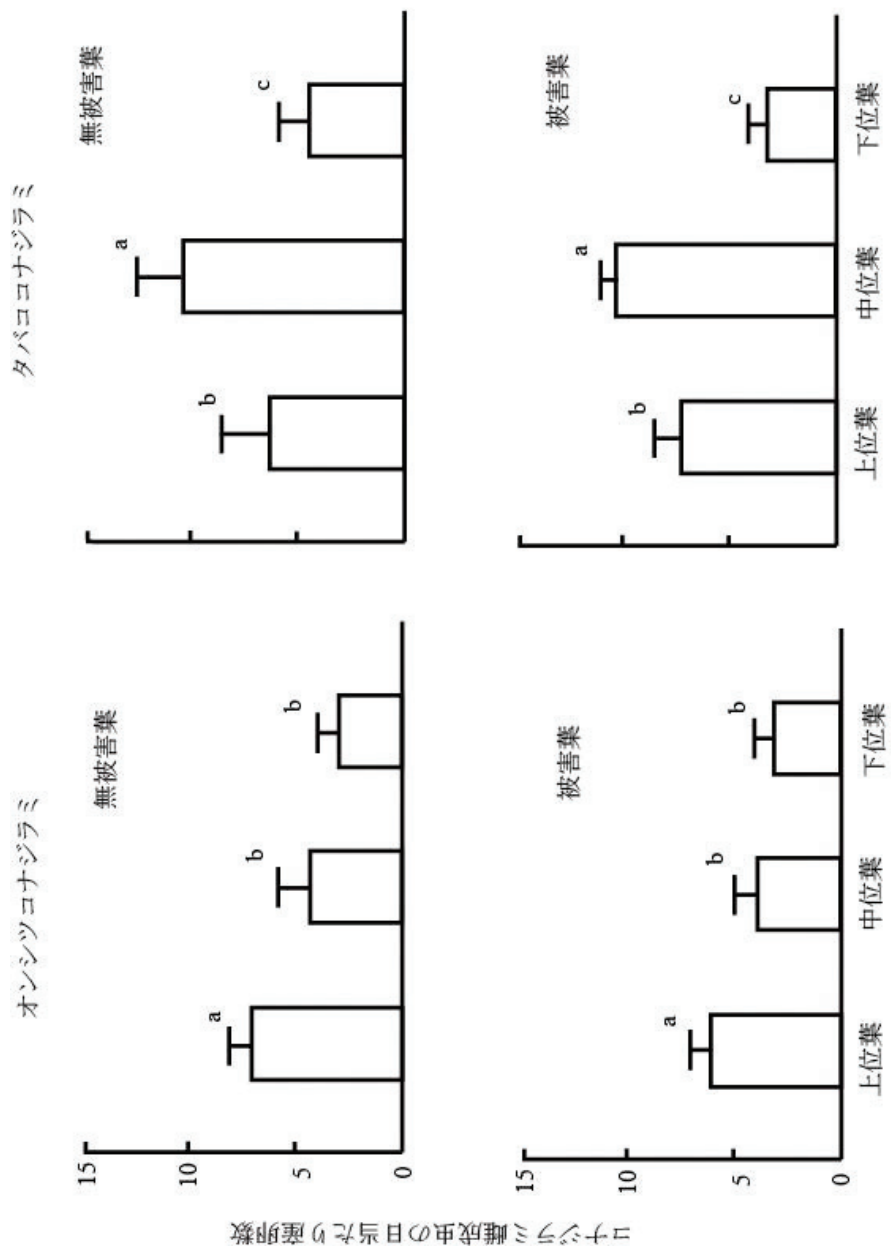 オンシツコナジラミ
タバココナジラミ
コナジラミ雌成虫の日当たり産卵数
15
10
5
0
無被害葉
a
b
b
無被害葉
b
a
c
15
10
5
0
被害葉
a
b
b
上位葉
中位葉
下位葉
被害葉
b
a
c
上位葉
中位葉
下位葉